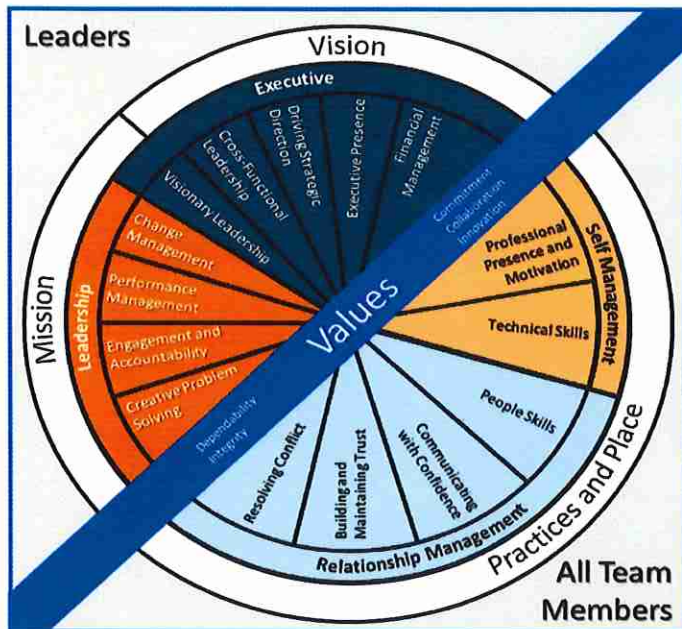 Leaders
Vision
Executive
Visionary Leadership
Cross-Functional
Leadership
Driving Strategic
Direction
Executive Presence
Financial
Management
Commitment
Collaboration
Innovation
Mission
Leadership
Change
Management
Performance
Management
Engagement and
Accountability
Creative Problem
Solving
Values
Dependability
Integrity
Self Management
Professional
Presence and
Motivation
Technical Skills
People Skills
Communicating
with Confidence
Building and
Maintaining Trust
Resolving Conflict
Relationship Management
Practices and Place
All Team
Members